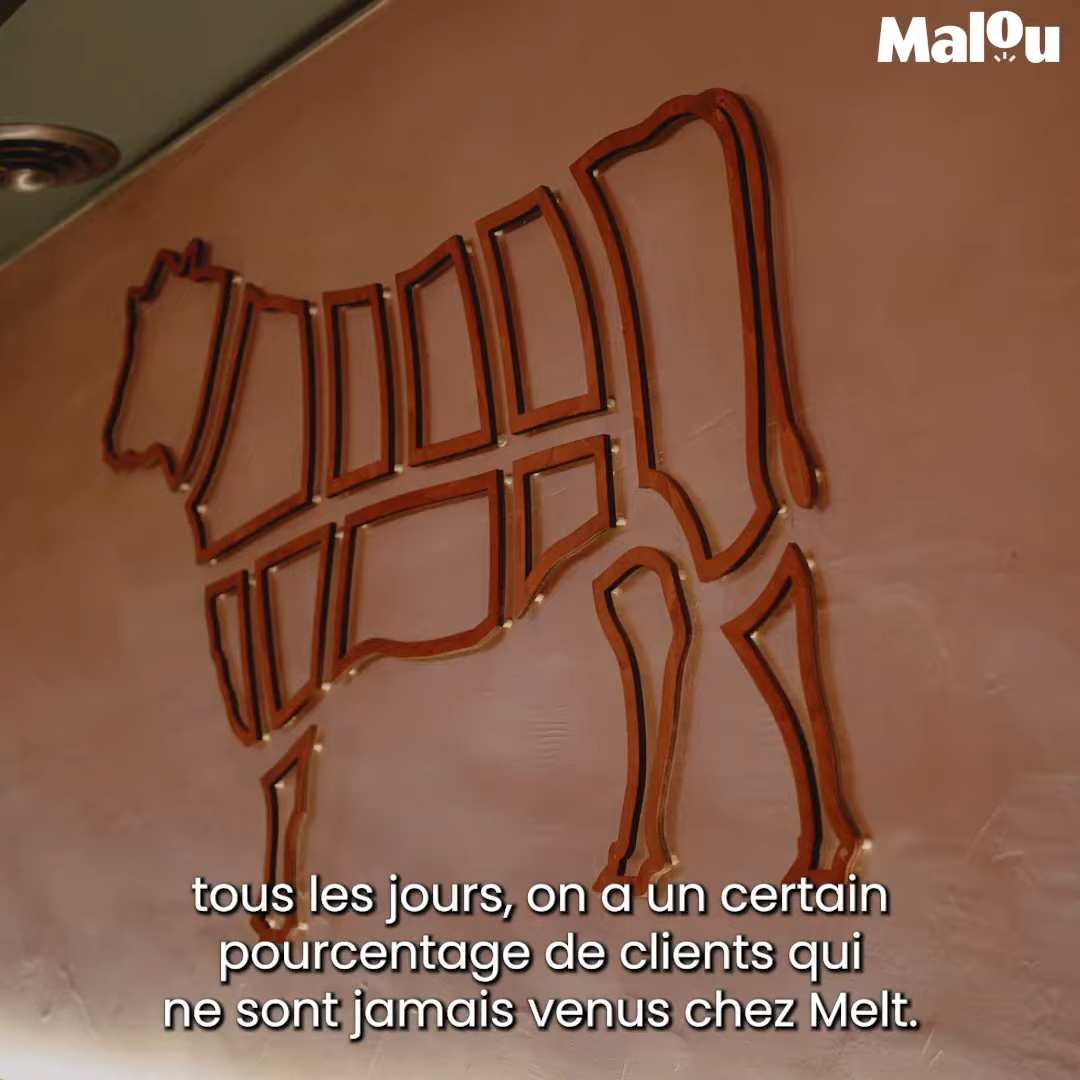 Malou
tous les jours, on a un certain
pourcentage de clients qui
ne sont jamais venus chez Melt.